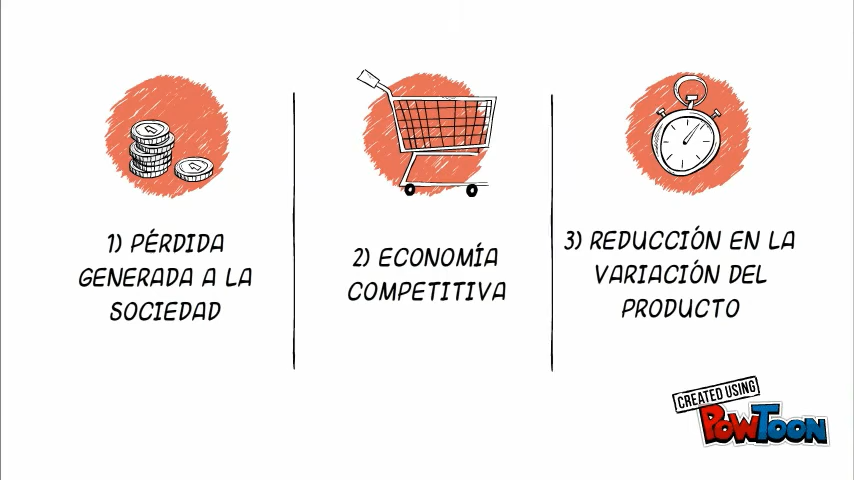 1) PÉRDIDA
GENERADA A LA
SOCIEDAD
2) ECONOMÍA
COMPETITIVA
3) REDUCCIÓN EN LA
VARIACIÓN DEL
PRODUCTO
CREATED USING
POWTOON